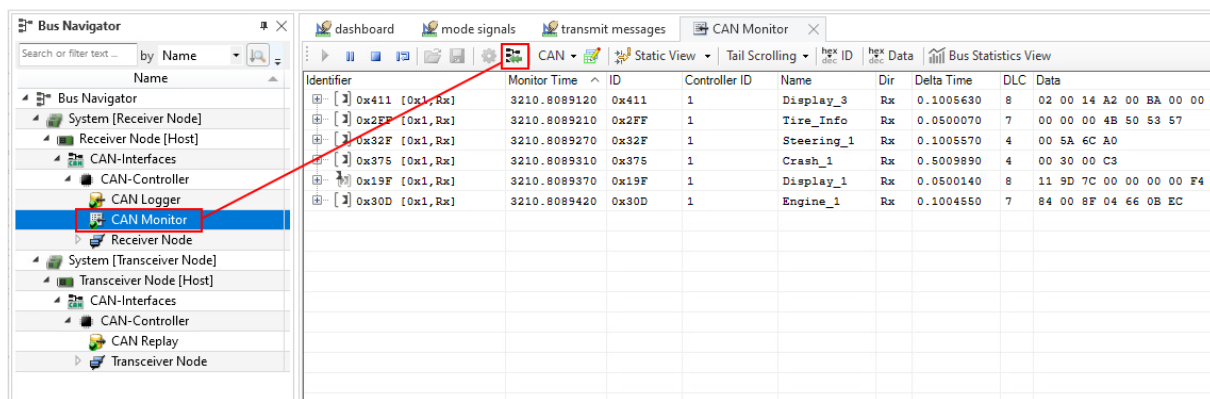 Bus Navigator
Search or filter text ... by Name
Name
Bus Navigator
System [Receiver Node]
Receiver Node [Host]
CAN-Interfaces
CAN-Controller
CAN Logger
CAN Monitor
Receiver Node
System [Transceiver Node]
Transceiver Node [Host]
CAN-Interfaces
CAN-Controller
CAN Replay
Transceiver Node
dashboard mode signals transmit messages CAN Monitor
CAN Static View Tail Scrolling hex dec ID hex dec Data Bus Statistics View
Identifier Monitor Time ID Controller ID Name Dir Delta Time DLC Data
0x411 [0x1,Rx] 3210.8089120 0x411 1 Display_3 Rx 0.1005630 8 02 00 14 A2 00 BA 00 00
0x2FF [0x1,Rx] 3210.8089210 0x2FF 1 Tire_Info Rx 0.0500070 7 00 00 00 4B 50 53 57
0x32F [0x1,Rx] 3210.8089270 0x32F 1 Steering_1 Rx 0.1005570 4 00 5A 6C A0
0x375 [0x1,Rx] 3210.8089310 0x375 1 Crash_1 Rx 0.5009890 4 00 30 00 C3
0x19F [0x1,Rx] 3210.8089370 0x19F 1 Display_1 Rx 0.0500140 8 11 9D 7C 00 00 00 00 F4
0x30D [0x1,Rx] 3210.8089420 0x30D 1 Engine_1 Rx 0.1004550 7 84 00 8F 04 66 0B EC